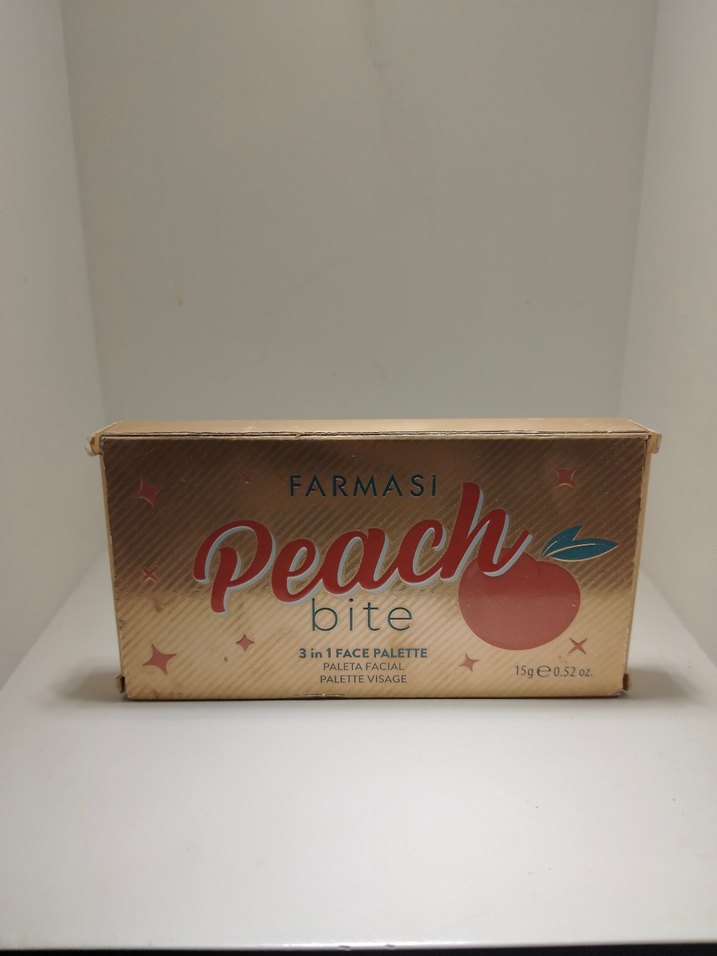 FARMASi
Peach
bite
3 in 1 FACE PALETTE
PALETA FACIAL
PALETTE VISAGE
15g ℮ 0.52 oz.